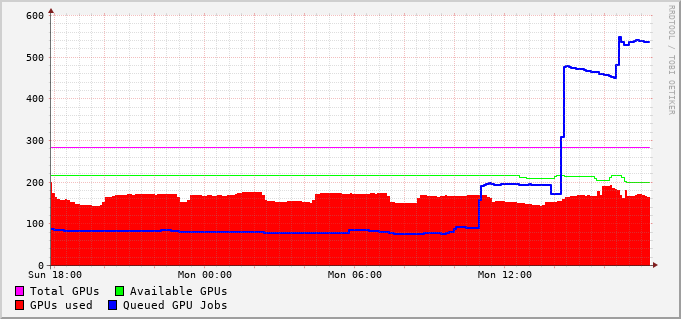 600
500
400
300
200
100
0
Sun 18:00 Mon 00:00 Mon 06:00 Mon 12:00
Total GPUs Available GPUs
GPUs used Queued GPU Jobs
RRDTOOL / TOBI OETIKER